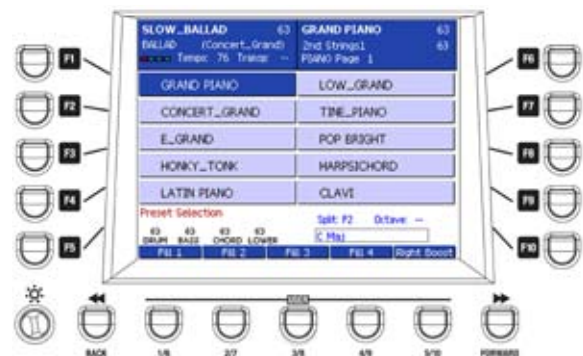 SLOW_BALLAD 63 GRAND PIANO 63
BALLAD (Concert_Grand) 2nd Strings1 63
Tempo: 76 Transp: -- PIANO Page 1
F1
F6
GRAND PIANO LOW_GRAND
F2
F7
CONCERT_GRAND TINE_PIANO
E_GRAND POP BRIGHT
F3
F8
HONKY_TONK HARPSICHORD
F4
F9
LATIN PIANO CLAVI
Preset Selection Split: F2 Octave: --
63 63 63 63
DRUM BASS CHORD LOWER C Maj
F5
F10
Fill 1 Fill 2 Fill 3 Fill 4 Right Boost
USER
BACK 1/6 2/7 3/8 4/9 5/10 FORWARD